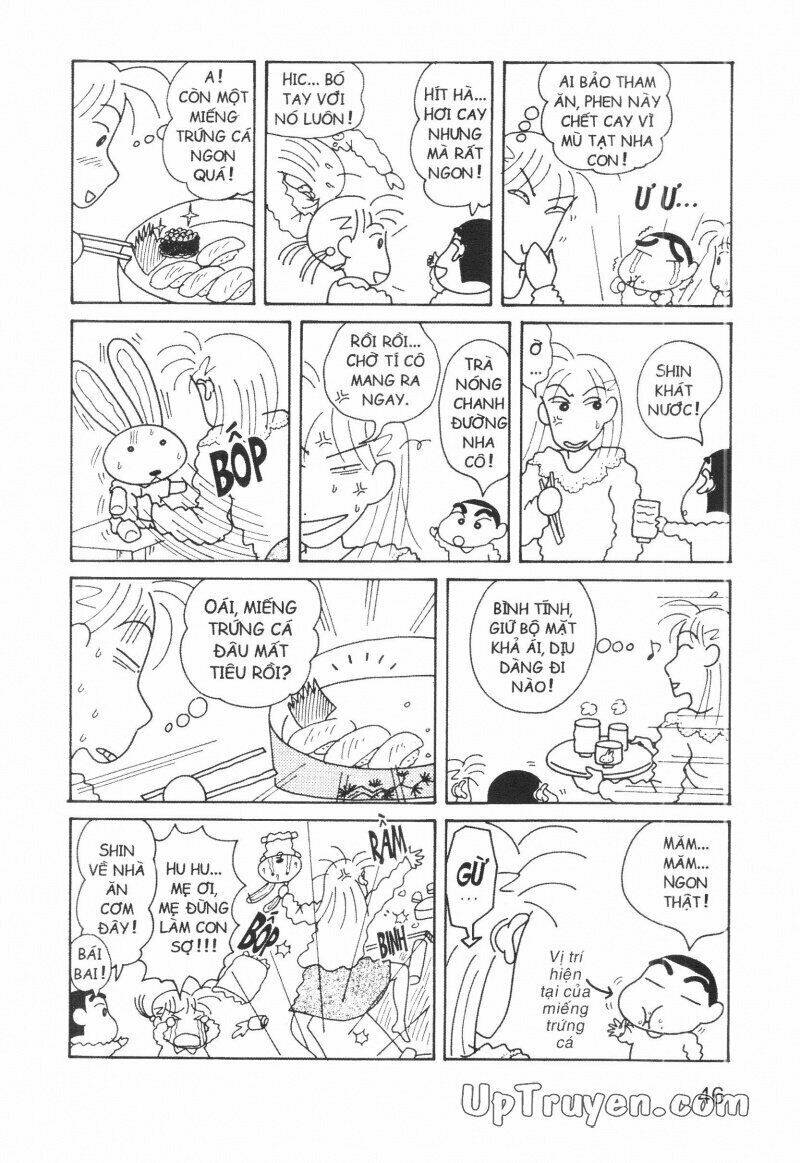 AI BẢO THAM
ĂN, PHEN NÀY
CHẾT CAY VÌ
MÙ TẠT NHA
CON!
Ư Ư...
HÍT HÀ...
HƠI CAY
NHƯNG
MÀ RẤT
NGON!
HIC... BÓ
TAY VỚI
NÓ LUÔN!
A!
CÒN MỘT
MIẾNG
TRỨNG CÁ
NGON
QUÁ!
SHIN
KHÁT
NƯỚC!
Ờ
...
TRÀ
NÓNG
CHANH
ĐƯỜNG
NHA
CÔ!
RỒI RỒI...
CHỜ TÍ CÔ
MANG RA
NGAY.
BỐP
BÌNH TĨNH,
GIỮ BỘ MẶT
KHẢ ÁI, DỊU
DÀNG ĐI
NÀO!
OÁI, MIẾNG
TRỨNG CÁ
ĐÂU MẤT
TIÊU RỒI?
MĂM...
MĂM...
NGON
THẬT!
Vị trí
hiện
tại của
miếng
trứng
cá
GỪ
...
RẦM
BINH
BỐP
HU HU...
MẸ ƠI,
MẸ ĐỪNG
LÀM CON
SỢ!!!
SHIN
VỀ NHÀ
ĂN
CƠM
ĐÂY!
BÁI
BAI!
46
UpTruyen.com